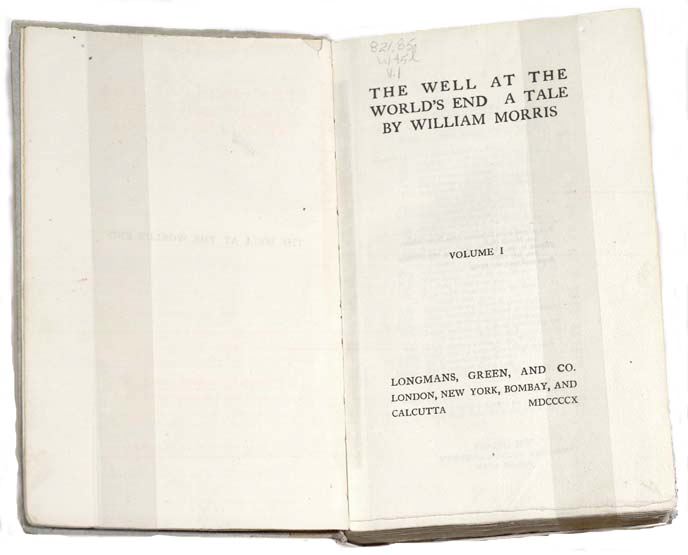 821.85
V.1
THE WELL AT THE
WORLD'S END A TALE
BY WILLIAM MORRIS
VOLUME I
LONGMANS, GREEN, AND CO.
LONDON, NEW YORK, BOMBAY, AND
CALCUTTA MDCCCCX